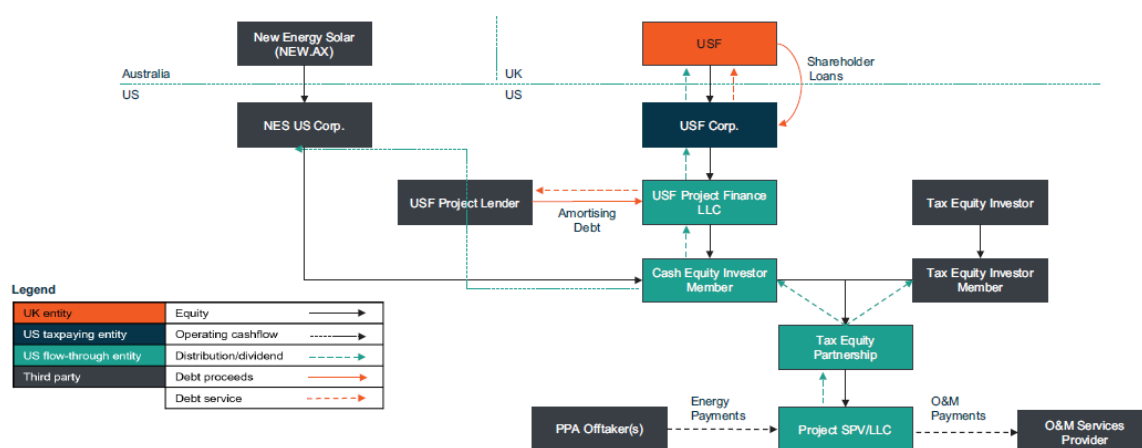 New Energy Solar
(NEW.AX)
USF
Shareholder
Loans
Australia
UK
US
US
NES US Corp.
USF Corp.
USF Project Lender
Amortising
Debt
USF Project Finance
LLC
Tax Equity Investor
Cash Equity Investor
Member
Tax Equity Investor
Member
Legend
UK entity
Equity
US taxpaying entity
Operating cashflow
US flow-through entity
Distribution/dividend
Third party
Debt proceeds
Debt service
Tax Equity
Partnership
Energy
Payments
O&M
Payments
PPA Offtaker(s)
Project SPV/LLC
O&M Services
Provider